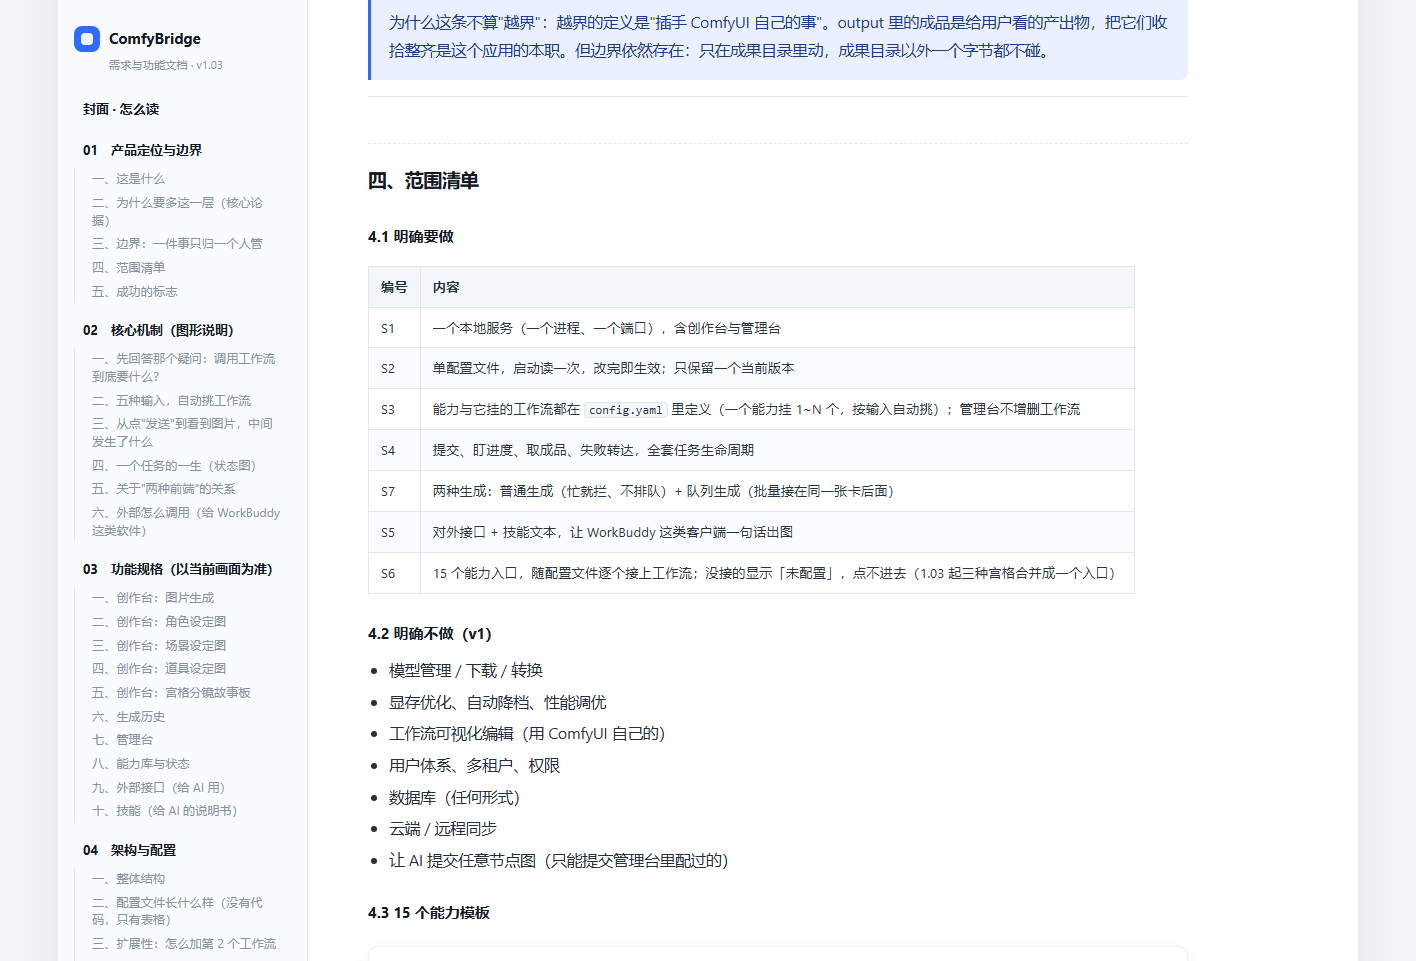 ComfyBridge
需求与功能文档 · v1.03
封面 · 怎么读
01 产品定位与边界
一、这是什么
二、为什么要多这一层（核心论
据）
三、边界：一件事只归一个人管
四、范围清单
五、成功的标志
02 核心机制（图形说明）
一、先回答那个疑问：调用工作流
到底要什么？
二、五种输入，自动挑工作流
三、从点"发送"到看到图片，中间
发生了什么
四、一个任务的一生（状态图）
五、关于"两种前端"的关系
六、外部怎么调用（给 WorkBuddy
这类软件）
03 功能规格（以当前画面为准）
一、创作台：图片生成
二、创作台：角色设定图
三、创作台：场景设定图
四、创作台：道具设定图
五、创作台：宫格分镜故事板
六、生成历史
七、管理台
八、能力库与状态
九、外部接口（给 AI 用）
十、技能（给 AI 的说明书）
04 架构与配置
一、整体结构
二、配置文件长什么样（没有代
码，只有表格）
三、扩展性：怎么加第 2 个工作流
为什么这条不算"越界"：越界的定义是"插手 ComfyUI 自己的事"。output 里的成品是给用户看的产出物，把它们收
拾整齐是这个应用的本职。但边界依然存在：只在成果目录里动，成果目录以外一个字节都不碰。
四、范围清单
4.1 明确要做
编号 内容
S1 一个本地服务（一个进程、一个端口），含创作台与管理台
S2 单配置文件，启动读一次，改完即生效；只保留一个当前版本
S3 能力与它挂的工作流都在 config.yaml 里定义（一个能力挂 1~N 个，按输入自动挑）；管理台不增删工作流
S4 提交、盯进度、取成品、失败转达，全套任务生命周期
S7 两种生成：普通生成（忙就拦、不排队）+ 队列生成（批量接在同一张卡后面）
S5 对外接口 + 技能文本，让 WorkBuddy 这类客户端一句话出图
S6 15 个能力入口，随配置文件逐个接上工作流；没接的显示「未配置」，点不进去（1.03 起三种宫格合并成一个入口）
4.2 明确不做（v1）
• 模型管理 / 下载 / 转换
• 显存优化、自动降档、性能调优
• 工作流可视化编辑（用 ComfyUI 自己的）
• 用户体系、多租户、权限
• 数据库（任何形式）
• 云端 / 远程同步
• 让 AI 提交任意节点图（只能提交管理台里配过的）
4.3 15 个能力模板